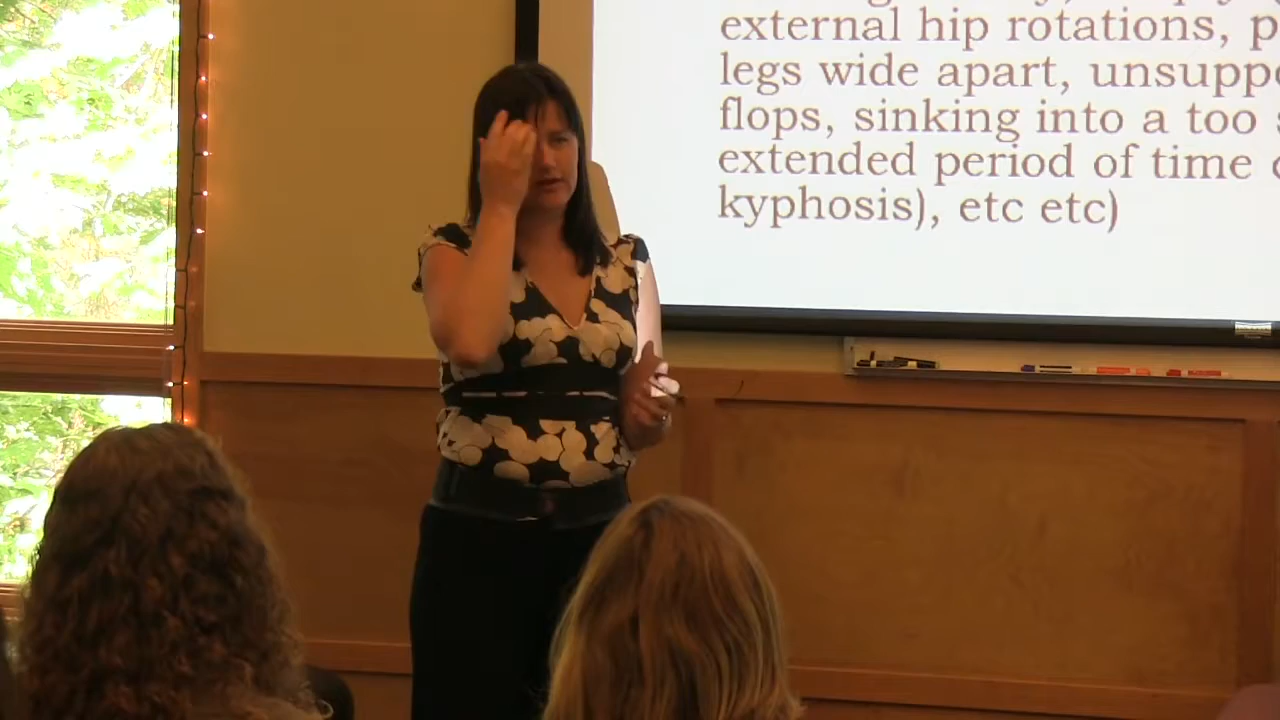 external hip rotations,
legs wide apart,
flops, sinking into a too
extended period of time
kyphosis), etc etc)